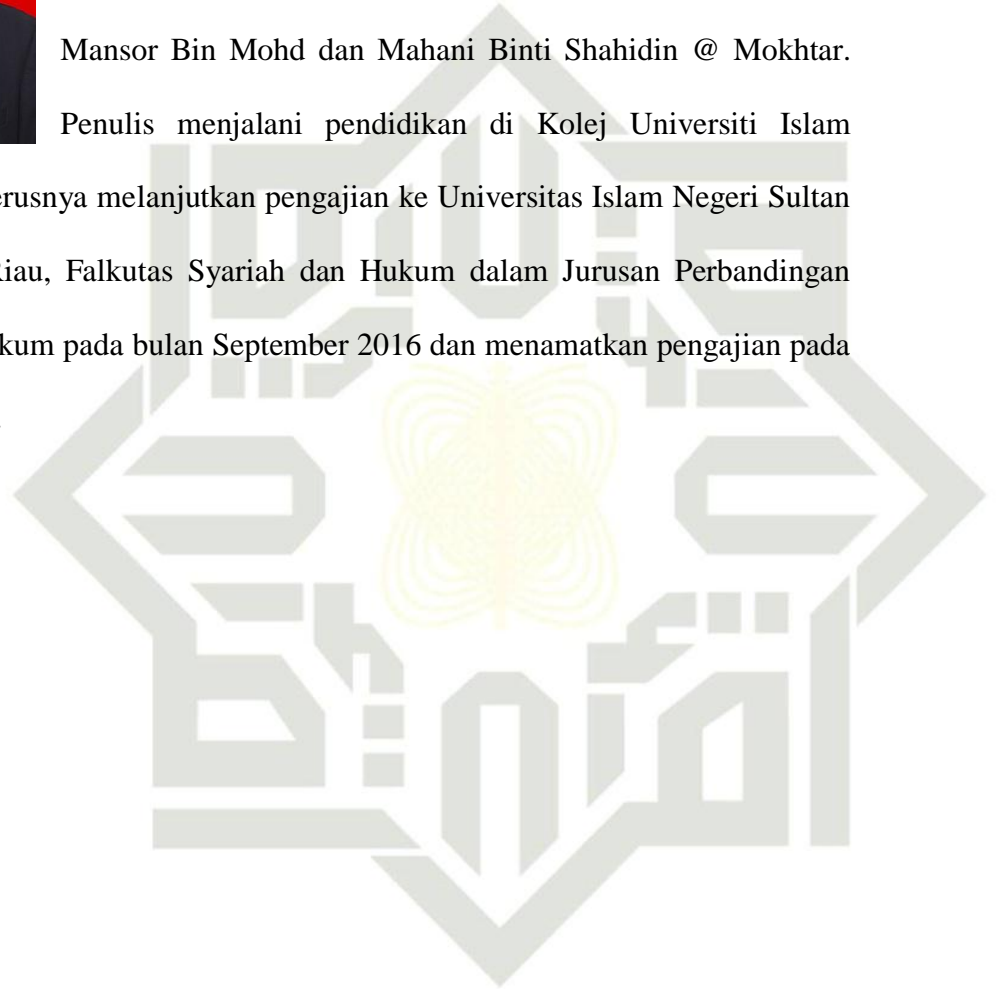 Mansor Bin Mohd dan Mahani Binti Shahidin @ Mokhtar.
Penulis menjalani pendidikan di Kolej Universiti Islam
erusnya melanjutkan pengajian ke Universitas Islam Negeri Sultan
Riau, Falkutas Syariah dan Hukum dalam Jurusan Perbandingan
kum pada bulan September 2016 dan menamatkan pengajian pada